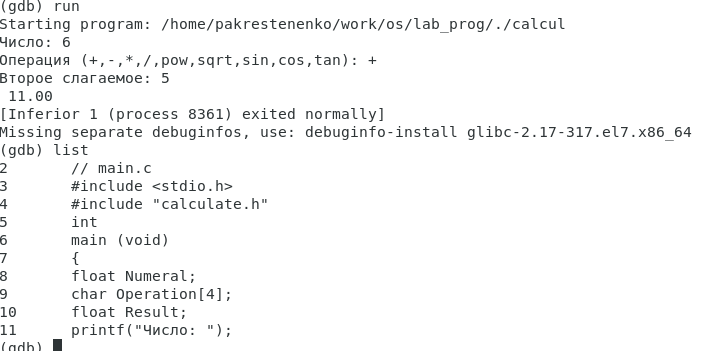 (gdb) run
Starting program: /home/pakrestenenko/work/os/lab_prog/./calcul
Число: 6
Операция (+,-,*,/,pow,sqrt,sin,cos,tan): +
Второе слагаемое: 5
 11.00
[Inferior 1 (process 8361) exited normally]
Missing separate debuginfos, use: debuginfo-install glibc-2.17-317.el7.x86_64
(gdb) list
2       // main.c
3       #include <stdio.h>
4       #include "calculate.h"
5       int
6       main (void)
7       {
8       float Numeral;
9       char Operation[4];
10      float Result;
11      printf("Число: ");
(gdb)